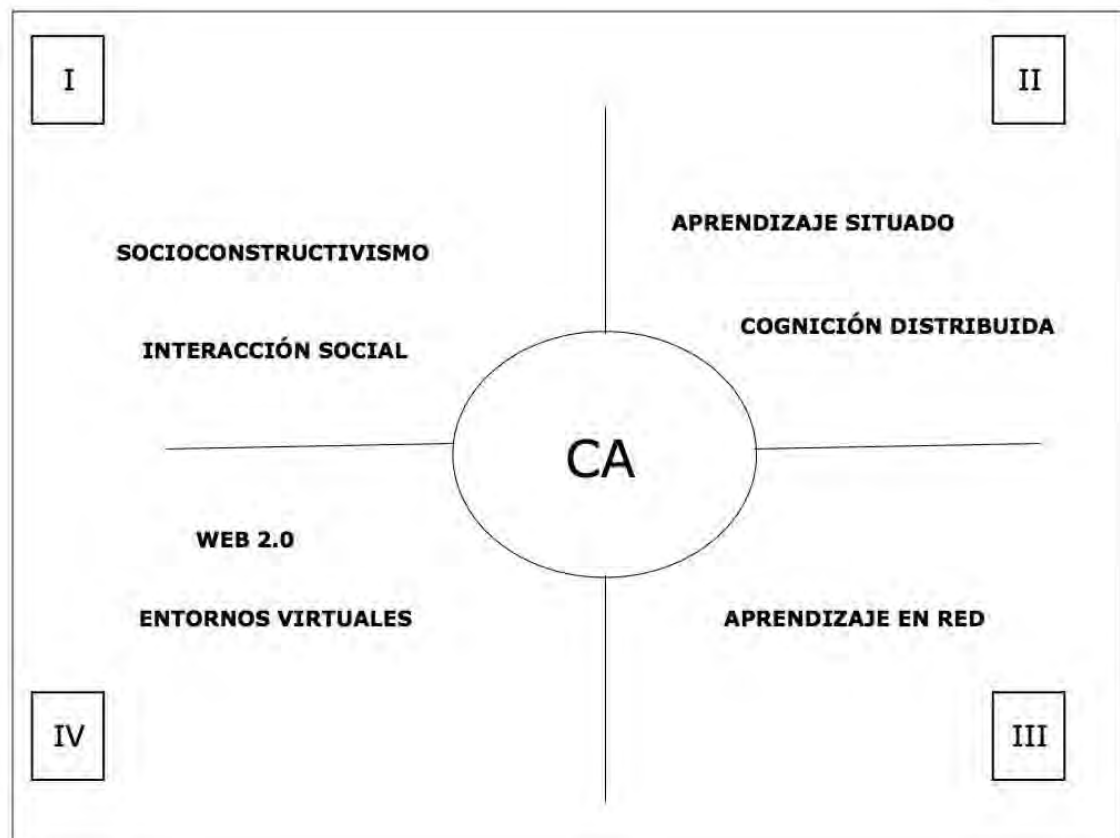 I
II
SOCIOCONSTRUCTIVISMO
INTERACCIÓN SOCIAL
APRENDIZAJE SITUADO
COGNICIÓN DISTRIBUIDA
CA
WEB 2.0
ENTORNOS VIRTUALES
APRENDIZAJE EN RED
IV
III